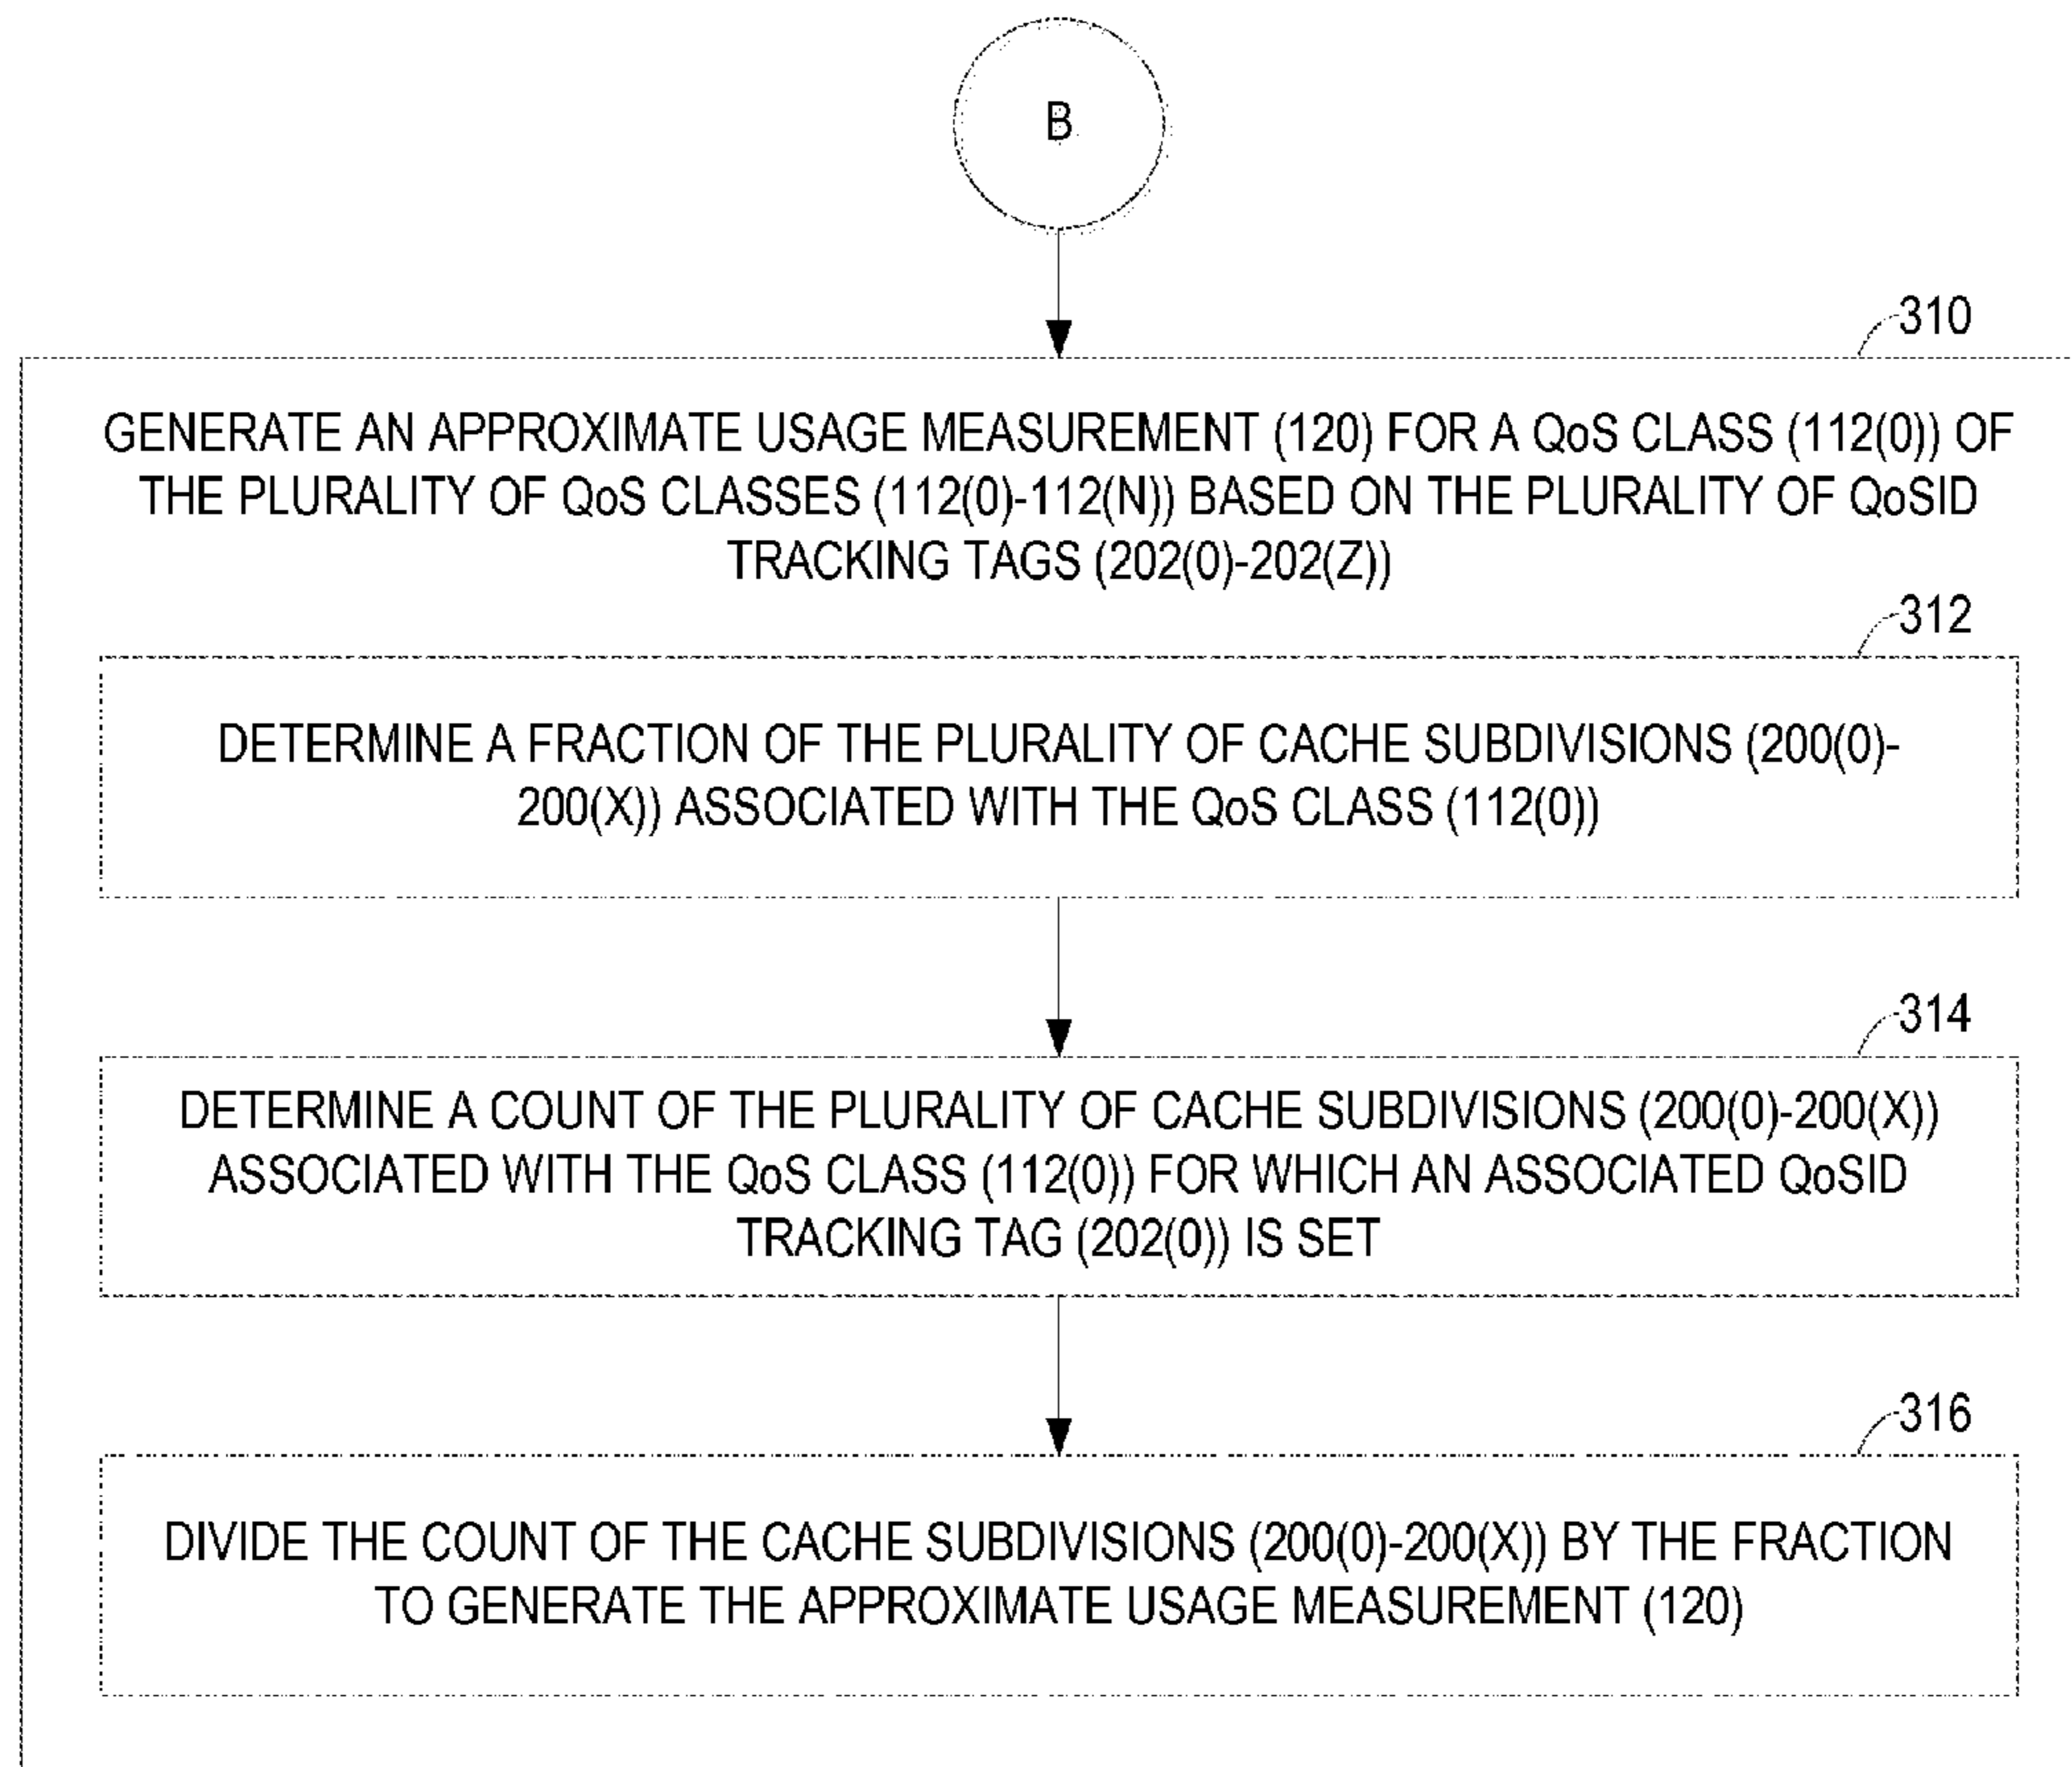 B
310
GENERATE AN APPROXIMATE USAGE MEASUREMENT (120) FOR A QoS CLASS (112(0)) OF
THE PLURALITY OF QoS CLASSES (112(0)-112(N)) BASED ON THE PLURALITY OF QoSID
TRACKING TAGS (202(0)-202(Z))
312
DETERMINE A FRACTION OF THE PLURALITY OF CACHE SUBDIVISIONS (200(0)-
200(X)) ASSOCIATED WITH THE QoS CLASS (112(0))
314
DETERMINE A COUNT OF THE PLURALITY OF CACHE SUBDIVISIONS (200(0)-200(X))
ASSOCIATED WITH THE QoS CLASS (112(0)) FOR WHICH AN ASSOCIATED QoSID
TRACKING TAG (202(0)) IS SET
316
DIVIDE THE COUNT OF THE CACHE SUBDIVISIONS (200(0)-200(X)) BY THE FRACTION
TO GENERATE THE APPROXIMATE USAGE MEASUREMENT (120)